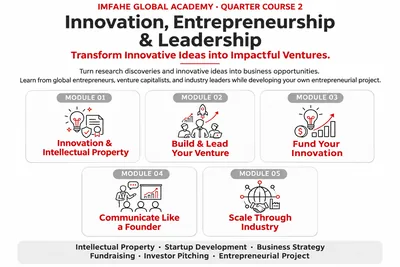 IMFAHE GLOBAL ACADEMY · QUARTER COURSE 2
Innovation, Entrepreneurship
& Leadership
Transform Innovative Ideas into Impactful Ventures.
Turn research discoveries and innovative ideas into business opportunities.
Learn from global entrepreneurs, venture capitalists, and industry leaders while developing your own entrepreneurial project.
MODULE 01
Innovation &
Intellectual Property
MODULE 02
Build & Lead
Your Venture
MODULE 03
Fund Your
Innovation
MODULE 04
Communicate Like
a Founder
MODULE 05
Scale Through
Industry
Intellectual Property · Startup Development · Business Strategy
Fundraising · Investor Pitching · Entrepreneurial Project